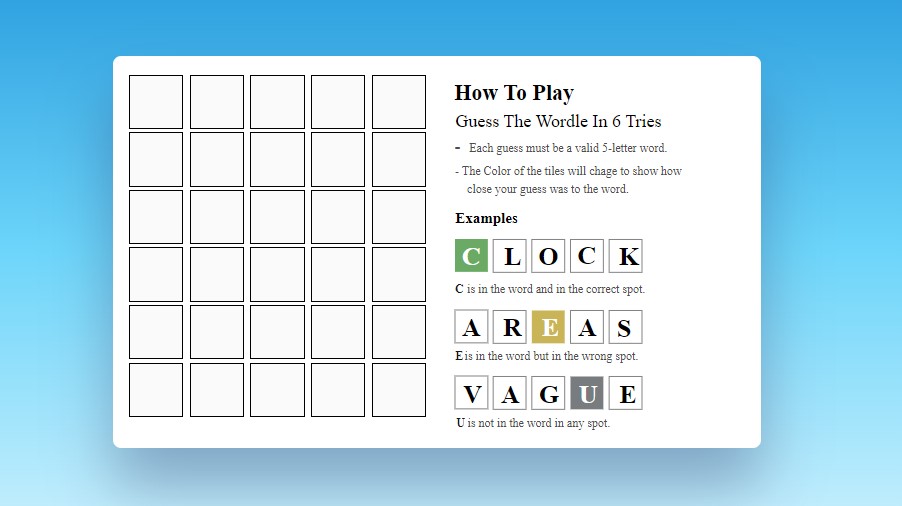 How To Play
Guess The Wordle In 6 Tries
- Each guess must be a valid 5-letter word.
- The Color of the tiles will chage to show how
close your guess was to the word.
Examples
C L O C K
C is in the word and in the correct spot.
A R E A S
E is in the word but in the wrong spot.
V A G U E
U is not in the word in any spot.